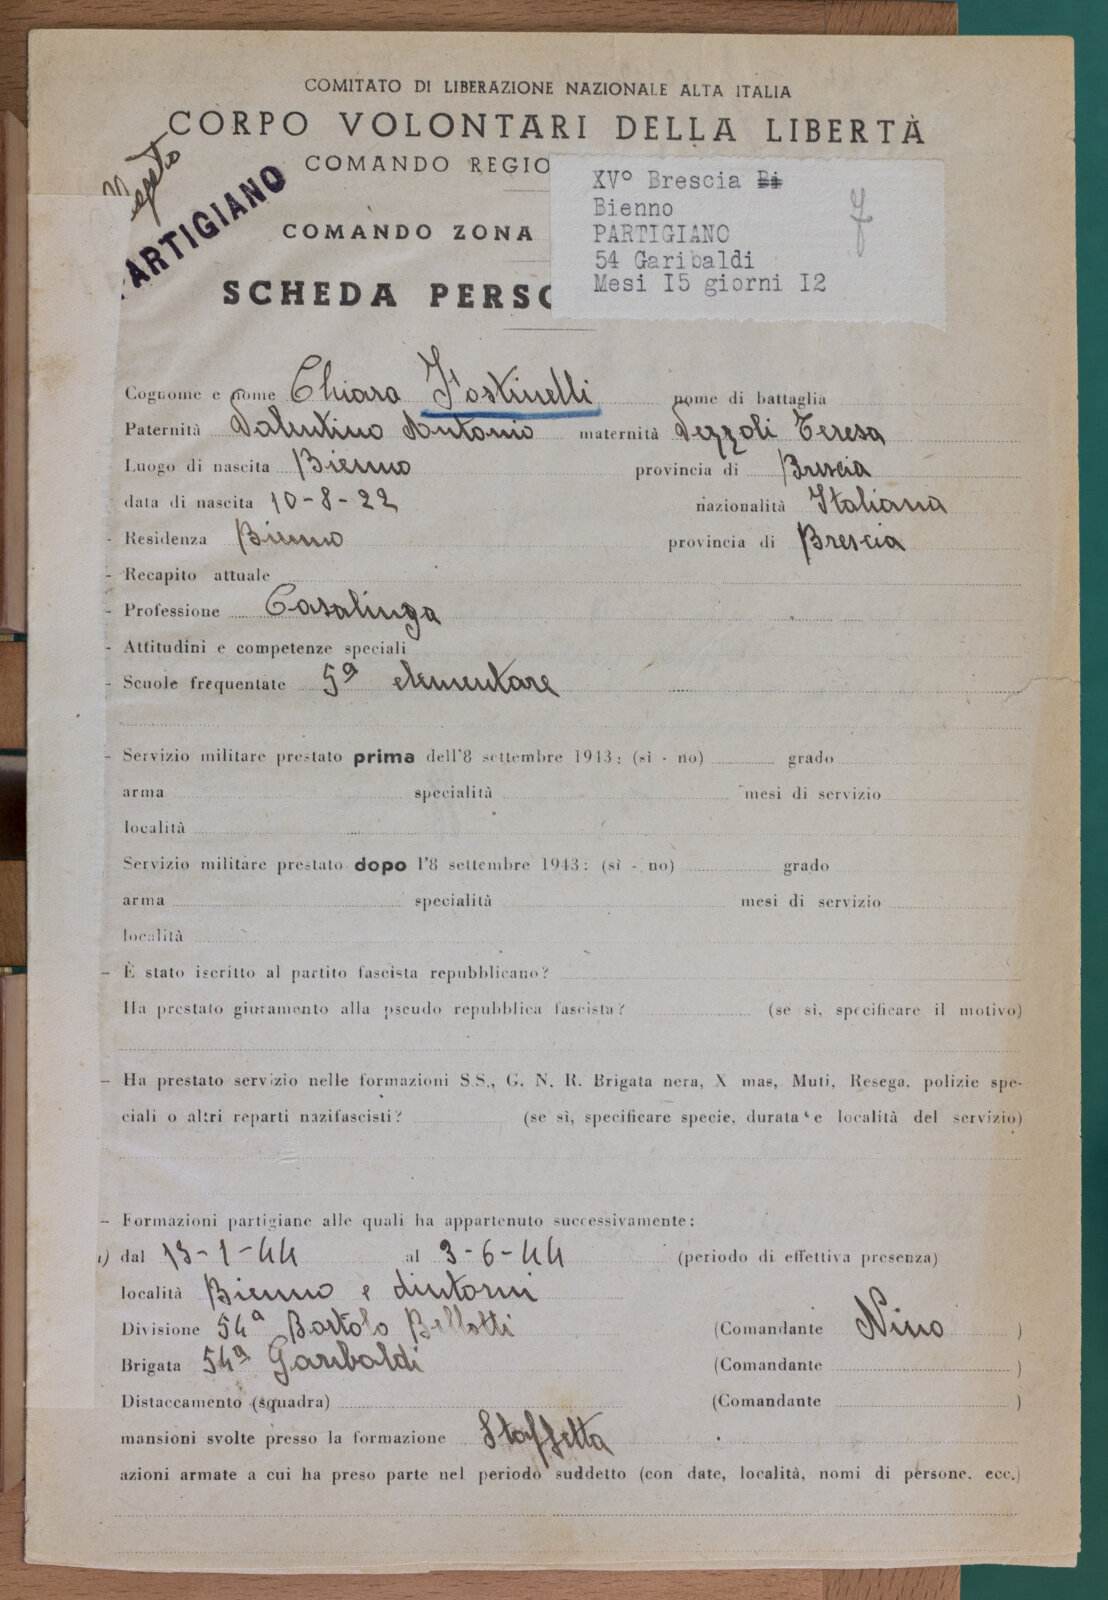 COMITATO DI LIBERAZIONE NAZIONALE ALTA ITALIA
CORPO VOLONTARI DELLA LIBERTÀ
COMANDO REGIO
PARTIGIANO
XV° Brescia Bi
Bienno
PARTIGIANO
54 Garibaldi
Mesi I5 giorni I2
COMANDO ZONA
SCHEDA PERSO
Cognome e nome Chiara Fostinelli nome di battaglia
Paternità Valentino Antonio maternità Pezzoli Teresa
Luogo di nascita Bienno provincia di Brescia
data di nascita 10-8-22 nazionalità Italiana
- Residenza Bienno provincia di Brescia
- Recapito attuale
- Professione Casalinga
- Attitudini e competenze speciali
- Scuole frequentate 5a elementare
- Servizio militare prestato prima dell'8 settembre 1943: (sì - no) grado
arma specialità mesi di servizio
località
Servizio militare prestato dopo l'8 settembre 1943: (sì - no) grado
arma specialità mesi di servizio
località
- È stato iscritto al partito fascista repubblicano?
Ha prestato giuramento alla pseudo repubblica fascista? (se sì, specificare il motivo)
- Ha prestato servizio nelle formazioni S.S., G. N. R. Brigata nera, X mas, Muti, Resega, polizie spe-
ciali o altri reparti nazifascisti? (se sì, specificare specie, durata e località del servizio)
- Formazioni partigiane alle quali ha appartenuto successivamente:
1) dal 13-1-44 al 3-6-44 (periodo di effettiva presenza)
località Bienno e dintorni
Divisione 54a Bortolo Bellotti (Comandante Nino )
Brigata 54a Garibaldi (Comandante )
Distaccamento (squadra) (Comandante )
mansioni svolte presso la formazione Staffetta
azioni armate a cui ha preso parte nel periodo suddetto (con date, località, nomi di persone. ecc.)